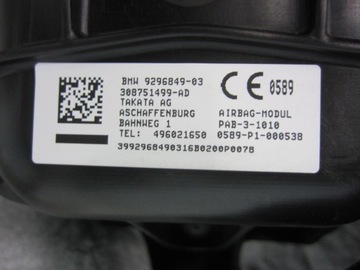 BMW 9296849-03
308751499-AD
TAKATA AG
ASCHAFFENBURG
BAHNWEG 1
TEL: 496021650
CE 0589
AIRBAG-MODUL
PAB-3-1010
0589-P1-000538
3992968490316B0200P007B